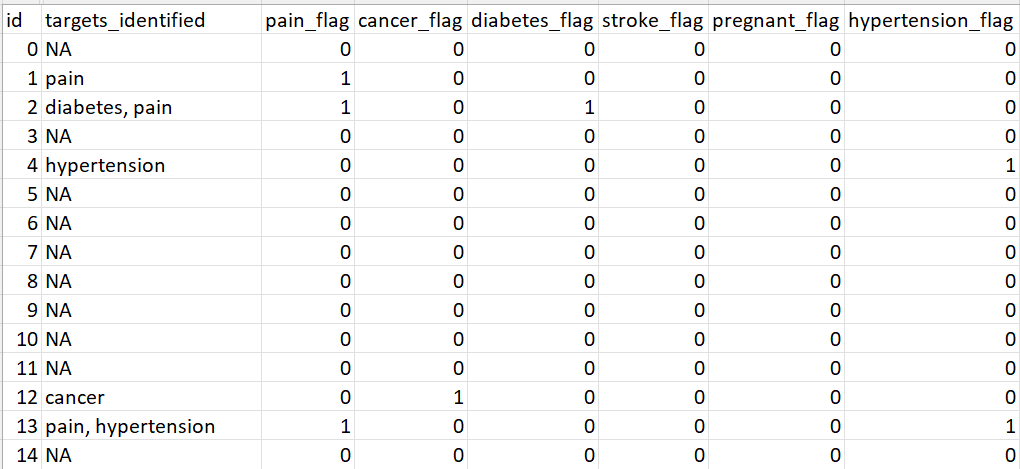 id targets_identified pain_flag cancer_flag diabetes_flag stroke_flag pregnant_flag hypertension_flag
0 NA 0 0 0 0 0 0
1 pain 1 0 0 0 0 0
2 diabetes, pain 1 0 1 0 0 0
3 NA 0 0 0 0 0 0
4 hypertension 0 0 0 0 0 1
5 NA 0 0 0 0 0 0
6 NA 0 0 0 0 0 0
7 NA 0 0 0 0 0 0
8 NA 0 0 0 0 0 0
9 NA 0 0 0 0 0 0
10 NA 0 0 0 0 0 0
11 NA 0 0 0 0 0 0
12 cancer 0 1 0 0 0 0
13 pain, hypertension 1 0 0 0 0 1
14 NA 0 0 0 0 0 0